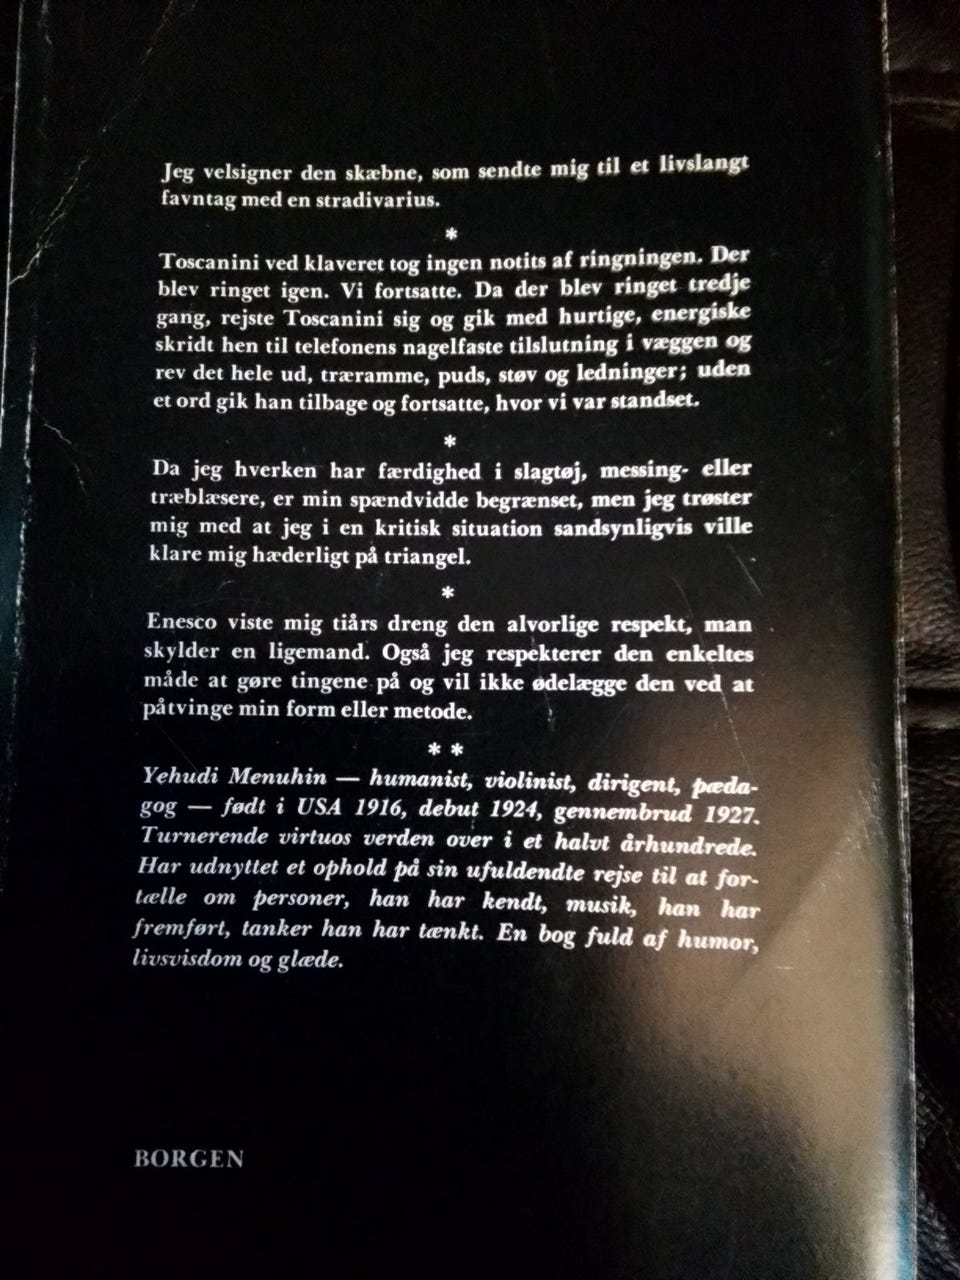 Jeg velsigner den skæbne, som sendte mig til et livslangt
favntag med en stradivarius.
*
Toscanini ved klaveret tog ingen notits af ringningen. Der
blev ringet igen. Vi fortsatte. Da der blev ringet tredje
gang, rejste Toscanini sig og gik med hurtige, energiske
skridt hen til telefonens nagelfaste tilslutning i væggen og
rev det hele ud, træramme, puds, støv og ledninger; uden
et ord gik han tilbage og fortsatte, hvor vi var standset.
*
Da jeg hverken har færdighed i slagtøj, messing- eller
træblæsere, er min spændvidde begrænset, men jeg trøster
mig med at jeg i en kritisk situation sandsynligvis ville
klare mig hæderligt på triangel.
*
Enesco viste mig tiårs dreng den alvorlige respekt, man
skylder en ligemand. Også jeg respekterer den enkeltes
måde at gøre tingene på og vil ikke ødelægge den ved at
påtvinge min form eller metode.
* *
Yehudi Menuhin — humanist, violinist, dirigent, pæda-
gog — født i USA 1916, debut 1924, gennembrud 1927.
Turnerende virtuos verden over i et halvt århundrede.
Har udnyttet et ophold på sin ufuldendte rejse til at for-
tælle om personer, han har kendt, musik, han har
fremført, tanker han har tænkt. En bog fuld af humor,
livsvisdom og glæde.
BORGEN